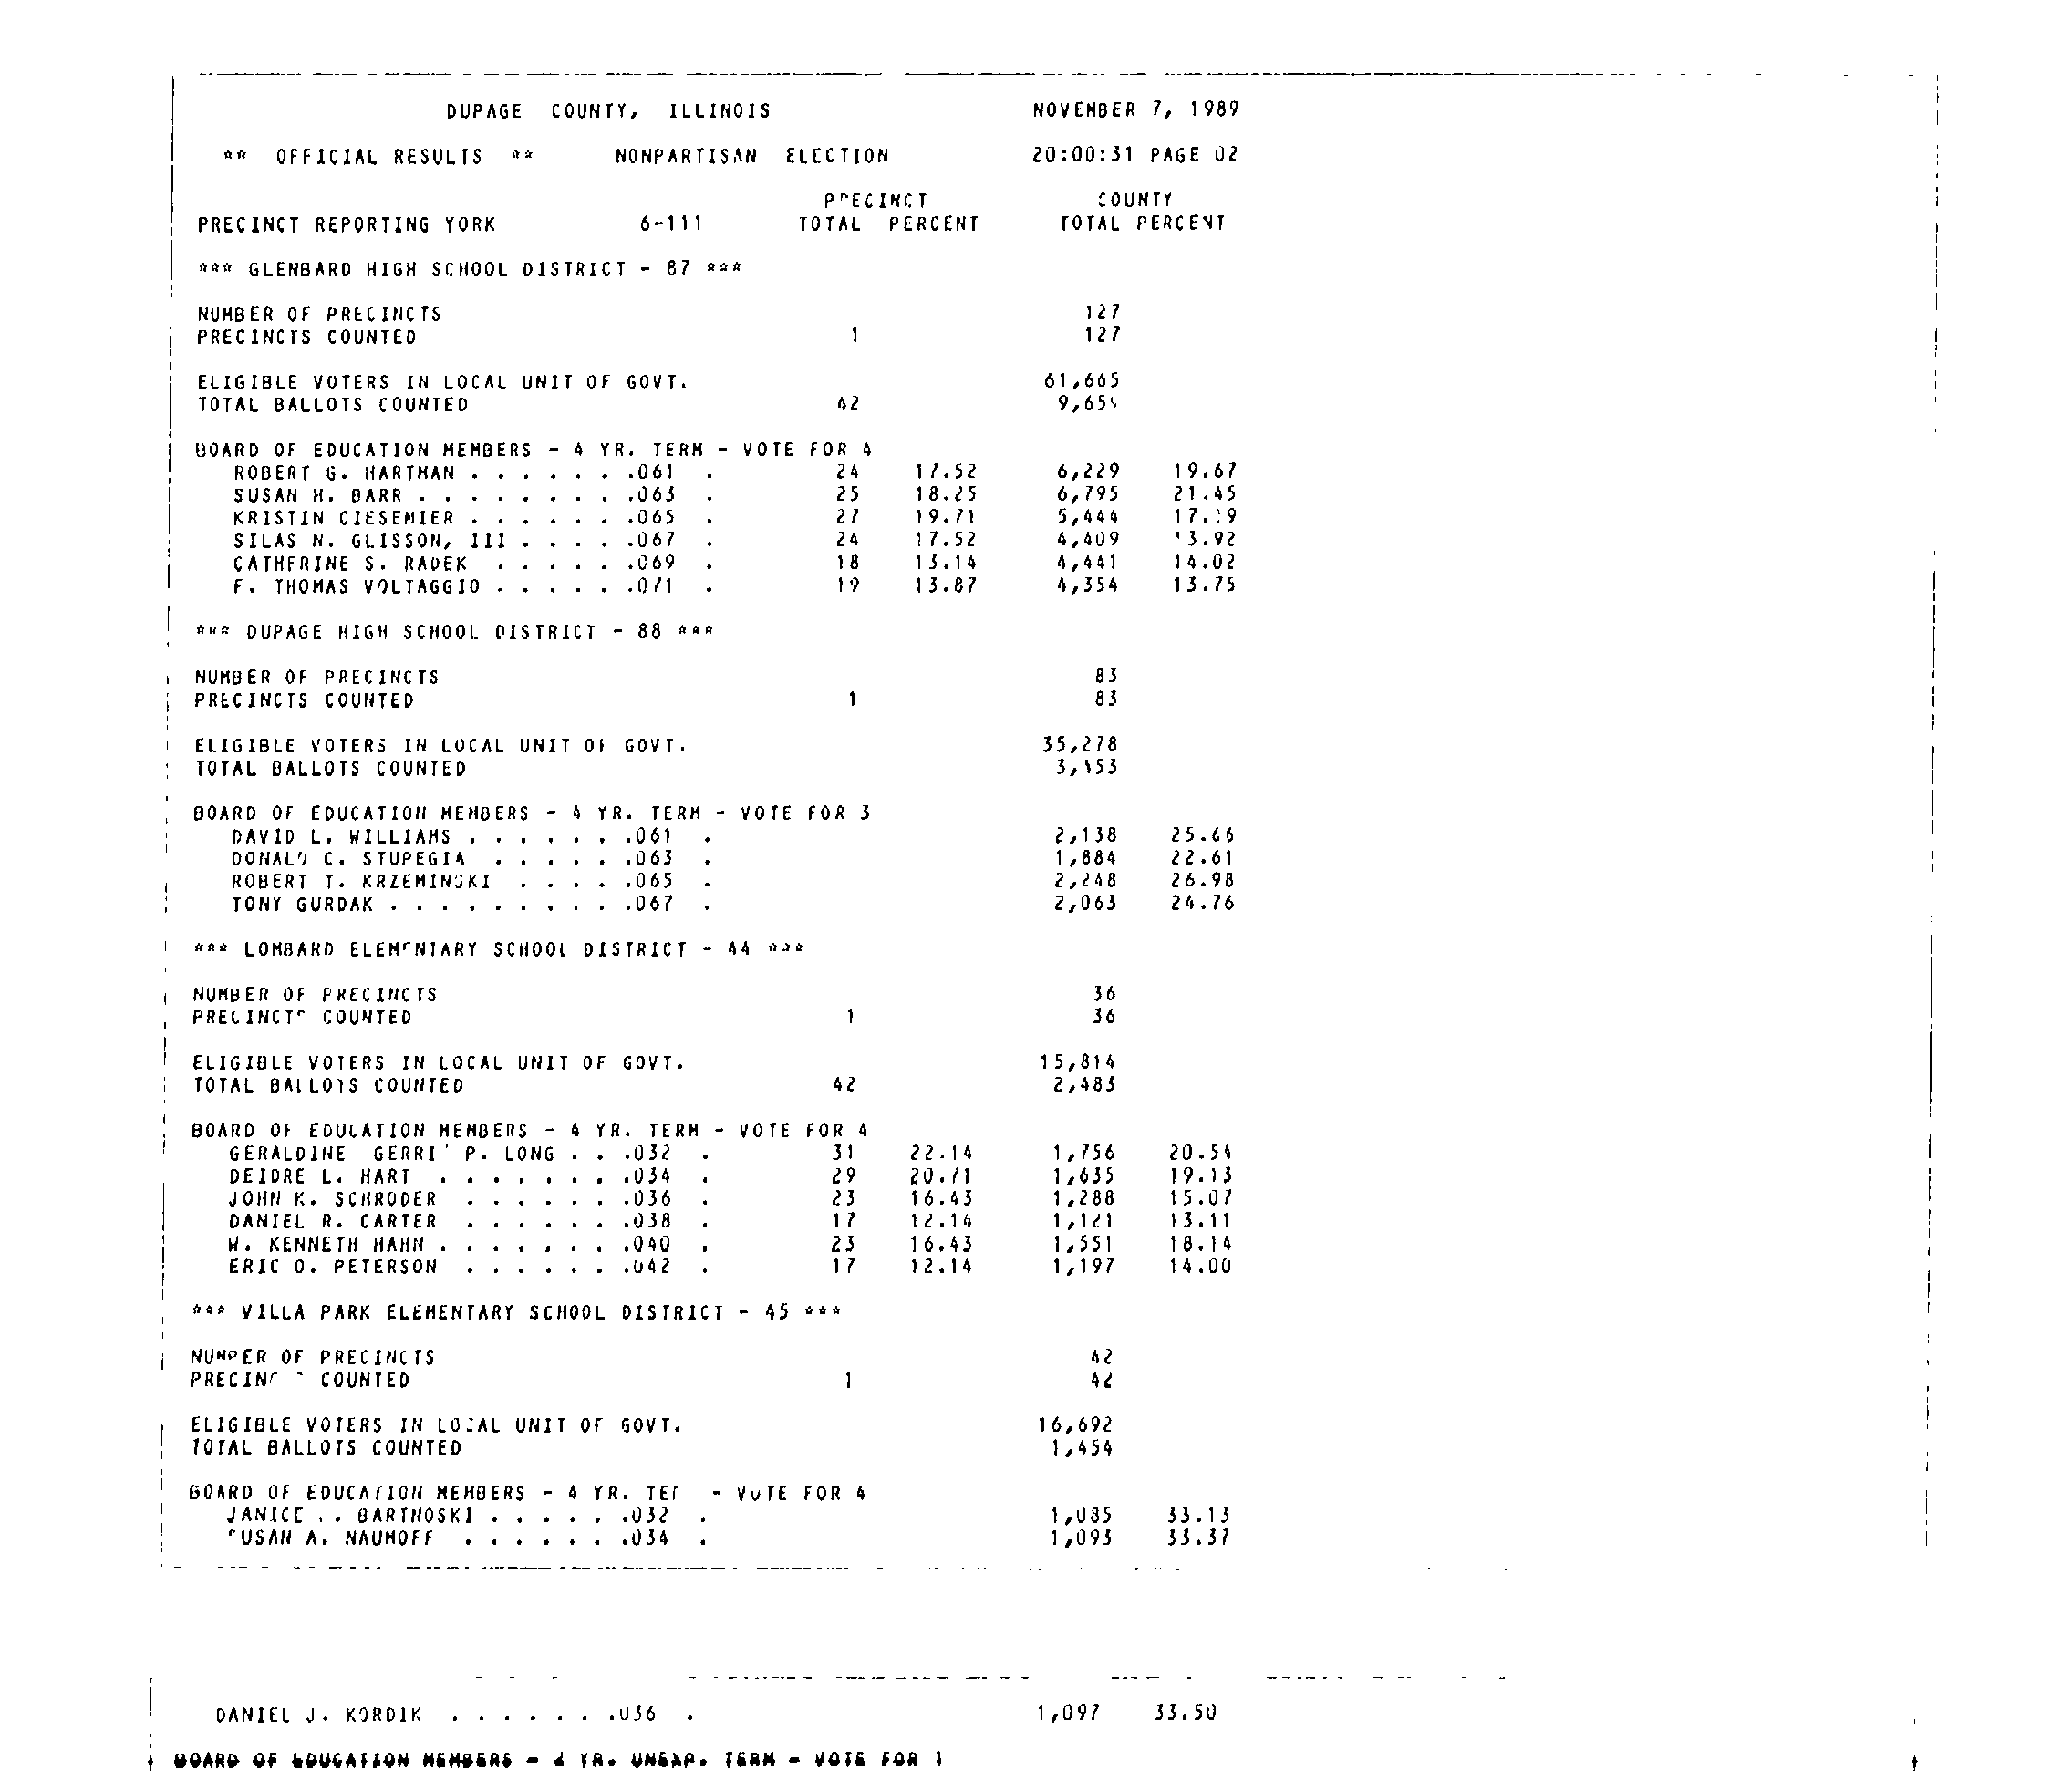 DUPAGE COUNTY, ILLINOIS NOVEMBER 7, 1989
** OFFICIAL RESULTS ** NONPARTISAN ELECTION 20:00:31 PAGE 02
PRECINCT COUNTY
PRECINCT REPORTING YORK 6-111 TOTAL PERCENT TOTAL PERCENT
*** GLENBARD HIGH SCHOOL DISTRICT - 87 ***
NUMBER OF PRECINCTS 127
PRECINCTS COUNTED 1 127
ELIGIBLE VOTERS IN LOCAL UNIT OF GOVT. 61,665
TOTAL BALLOTS COUNTED 42
BOARD OF EDUCATION MEMBERS - 4 YR. TERM - VOTE FOR 4
ROBERT G. HARTMAN . . . . . . .061 . 24 17.52 6,229 19.67
SUSAN H. BARR . . . . . . . . .063 . 25 18.25 6,795 21.45
KRISTIN CIESEMIER . . . . . . .065 . 27 19.71 5,444 17.19
SILAS N. GLISSON, III . . . . .067 . 24 17.52 4,409 13.92
CATHERINE S. RADEK . . . . . .069 . 18 13.14 4,441 14.02
F. THOMAS VOLTAGGIO . . . . . .071 . 19 13.87 4,354 13.75
*** DUPAGE HIGH SCHOOL DISTRICT - 88 ***
NUMBER OF PRECINCTS 83
PRECINCTS COUNTED 1 83
ELIGIBLE VOTERS IN LOCAL UNIT OF GOVT. 35,278
TOTAL BALLOTS COUNTED
BOARD OF EDUCATION MEMBERS - 4 YR. TERM - VOTE FOR 3
DAVID L. WILLIAMS . . . . . . .061 . 2,138 25.66
DONALD C. STUPEGIA . . . . . .063 . 1,884 22.61
ROBERT T. KRZEMINSKI . . . . .065 . 2,248 26.98
TONY GURDAK . . . . . . . . . .067 . 2,063 24.76
*** LOMBARD ELEMENTARY SCHOOL DISTRICT - 44 ***
NUMBER OF PRECINCTS 36
PRECINCTS COUNTED 1 36
ELIGIBLE VOTERS IN LOCAL UNIT OF GOVT. 15,814
TOTAL BALLOTS COUNTED 42 2,483
BOARD OF EDUCATION MEMBERS - 4 YR. TERM - VOTE FOR 4
GERALDINE GERRI' P. LONG . . .032 . 31 22.14 1,756 20.54
DEIDRE L. HART . . . . . . . .034 . 29 20.71 1,635 19.13
JOHN K. SCHRODER . . . . . . .036 . 23 16.43 1,288 15.07
DANIEL R. CARTER . . . . . . .038 . 17 12.14 1,121 13.11
W. KENNETH HAHN . . . . . . . .040 . 23 16.43 1,551 18.14
ERIC O. PETERSON . . . . . . .042 . 17 12.14 1,197 14.00
*** VILLA PARK ELEMENTARY SCHOOL DISTRICT - 45 ***
NUMBER OF PRECINCTS 42
PRECINCTS COUNTED 1 42
ELIGIBLE VOTERS IN LOCAL UNIT OF GOVT. 16,692
TOTAL BALLOTS COUNTED 1,454
BOARD OF EDUCATION MEMBERS - 4 YR. TERM - VOTE FOR 4
JANICE BARTNOSKI . . . . . .032 . 1,085 33.13
SUSAN A. NAUMOFF . . . . . . .034 . 1,093 33.37
DANIEL J. KORDIK . . . . . . .036 . 1,097 33.50
BOARD OF EDUCATION MEMBERS - 2 YR. UNEXP. TERM - VOTE FOR 1